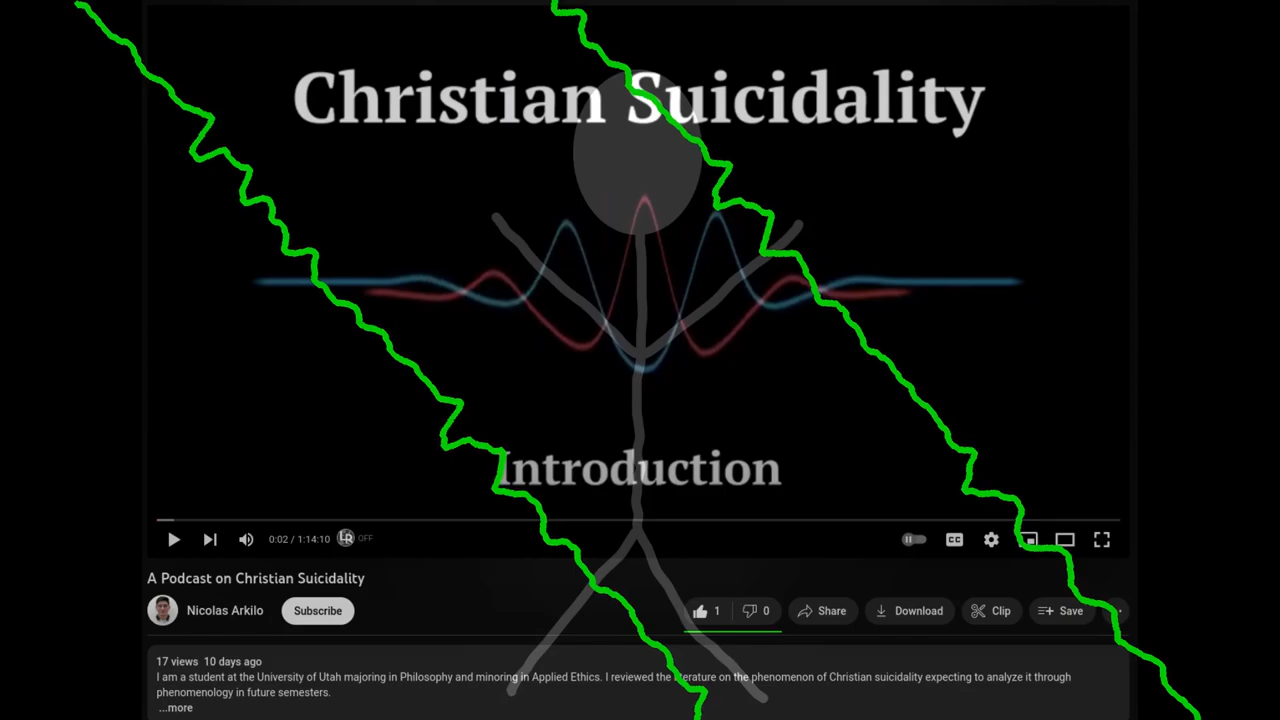 Christian Suicidality
Introduction
0:02 / 1:14:10 LR OFF CC
A Podcast on Christian Suicidality
Nicolas Arkilo Subscribe 1 0 Share Download Clip Save
17 views 10 days ago
I am a student at the University of Utah majoring in Philosophy and minoring in Applied Ethics. I reviewed the literature on the phenomenon of Christian suicidality expecting to analyze it through
phenomenology in future semesters.
...more